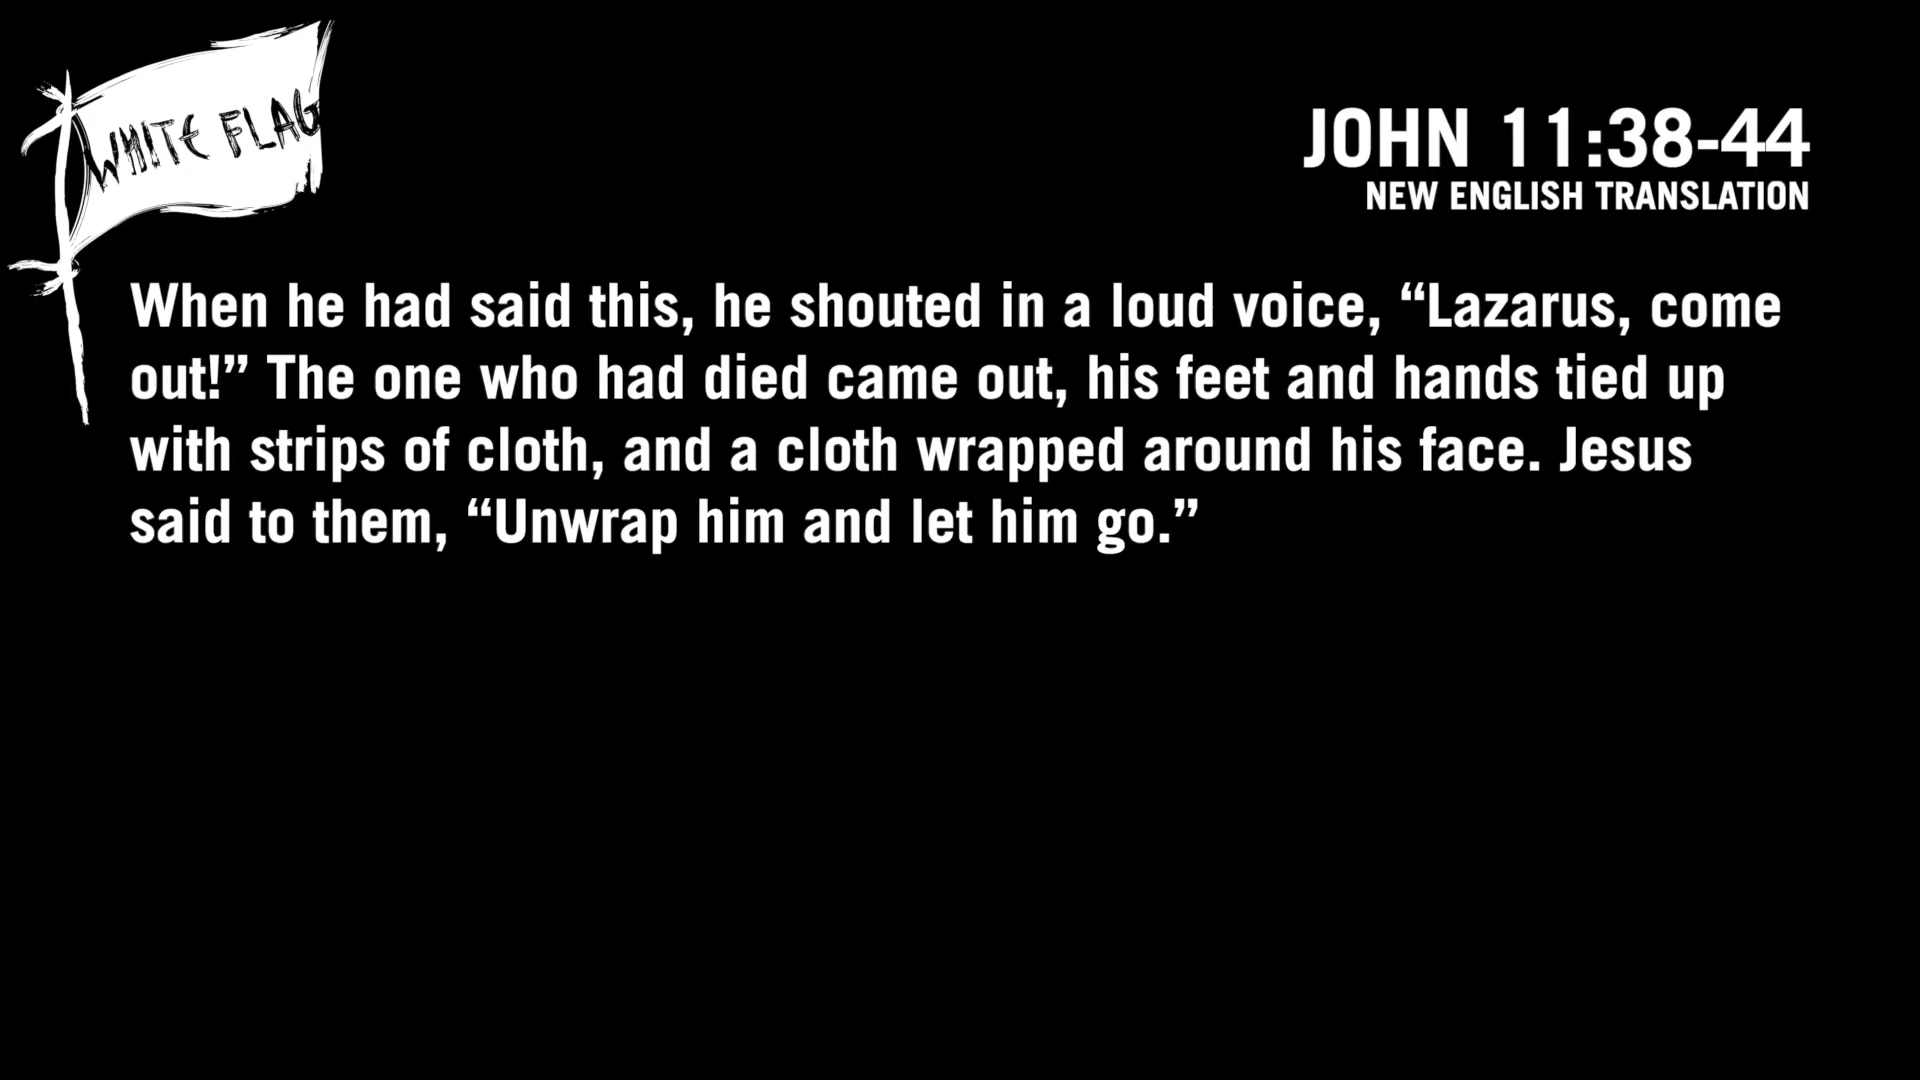 WHITE FLAG
JOHN 11:38-44
NEW ENGLISH TRANSLATION
When he had said this, he shouted in a loud voice, “Lazarus, come
out!” The one who had died came out, his feet and hands tied up
with strips of cloth, and a cloth wrapped around his face. Jesus
said to them, “Unwrap him and let him go.”